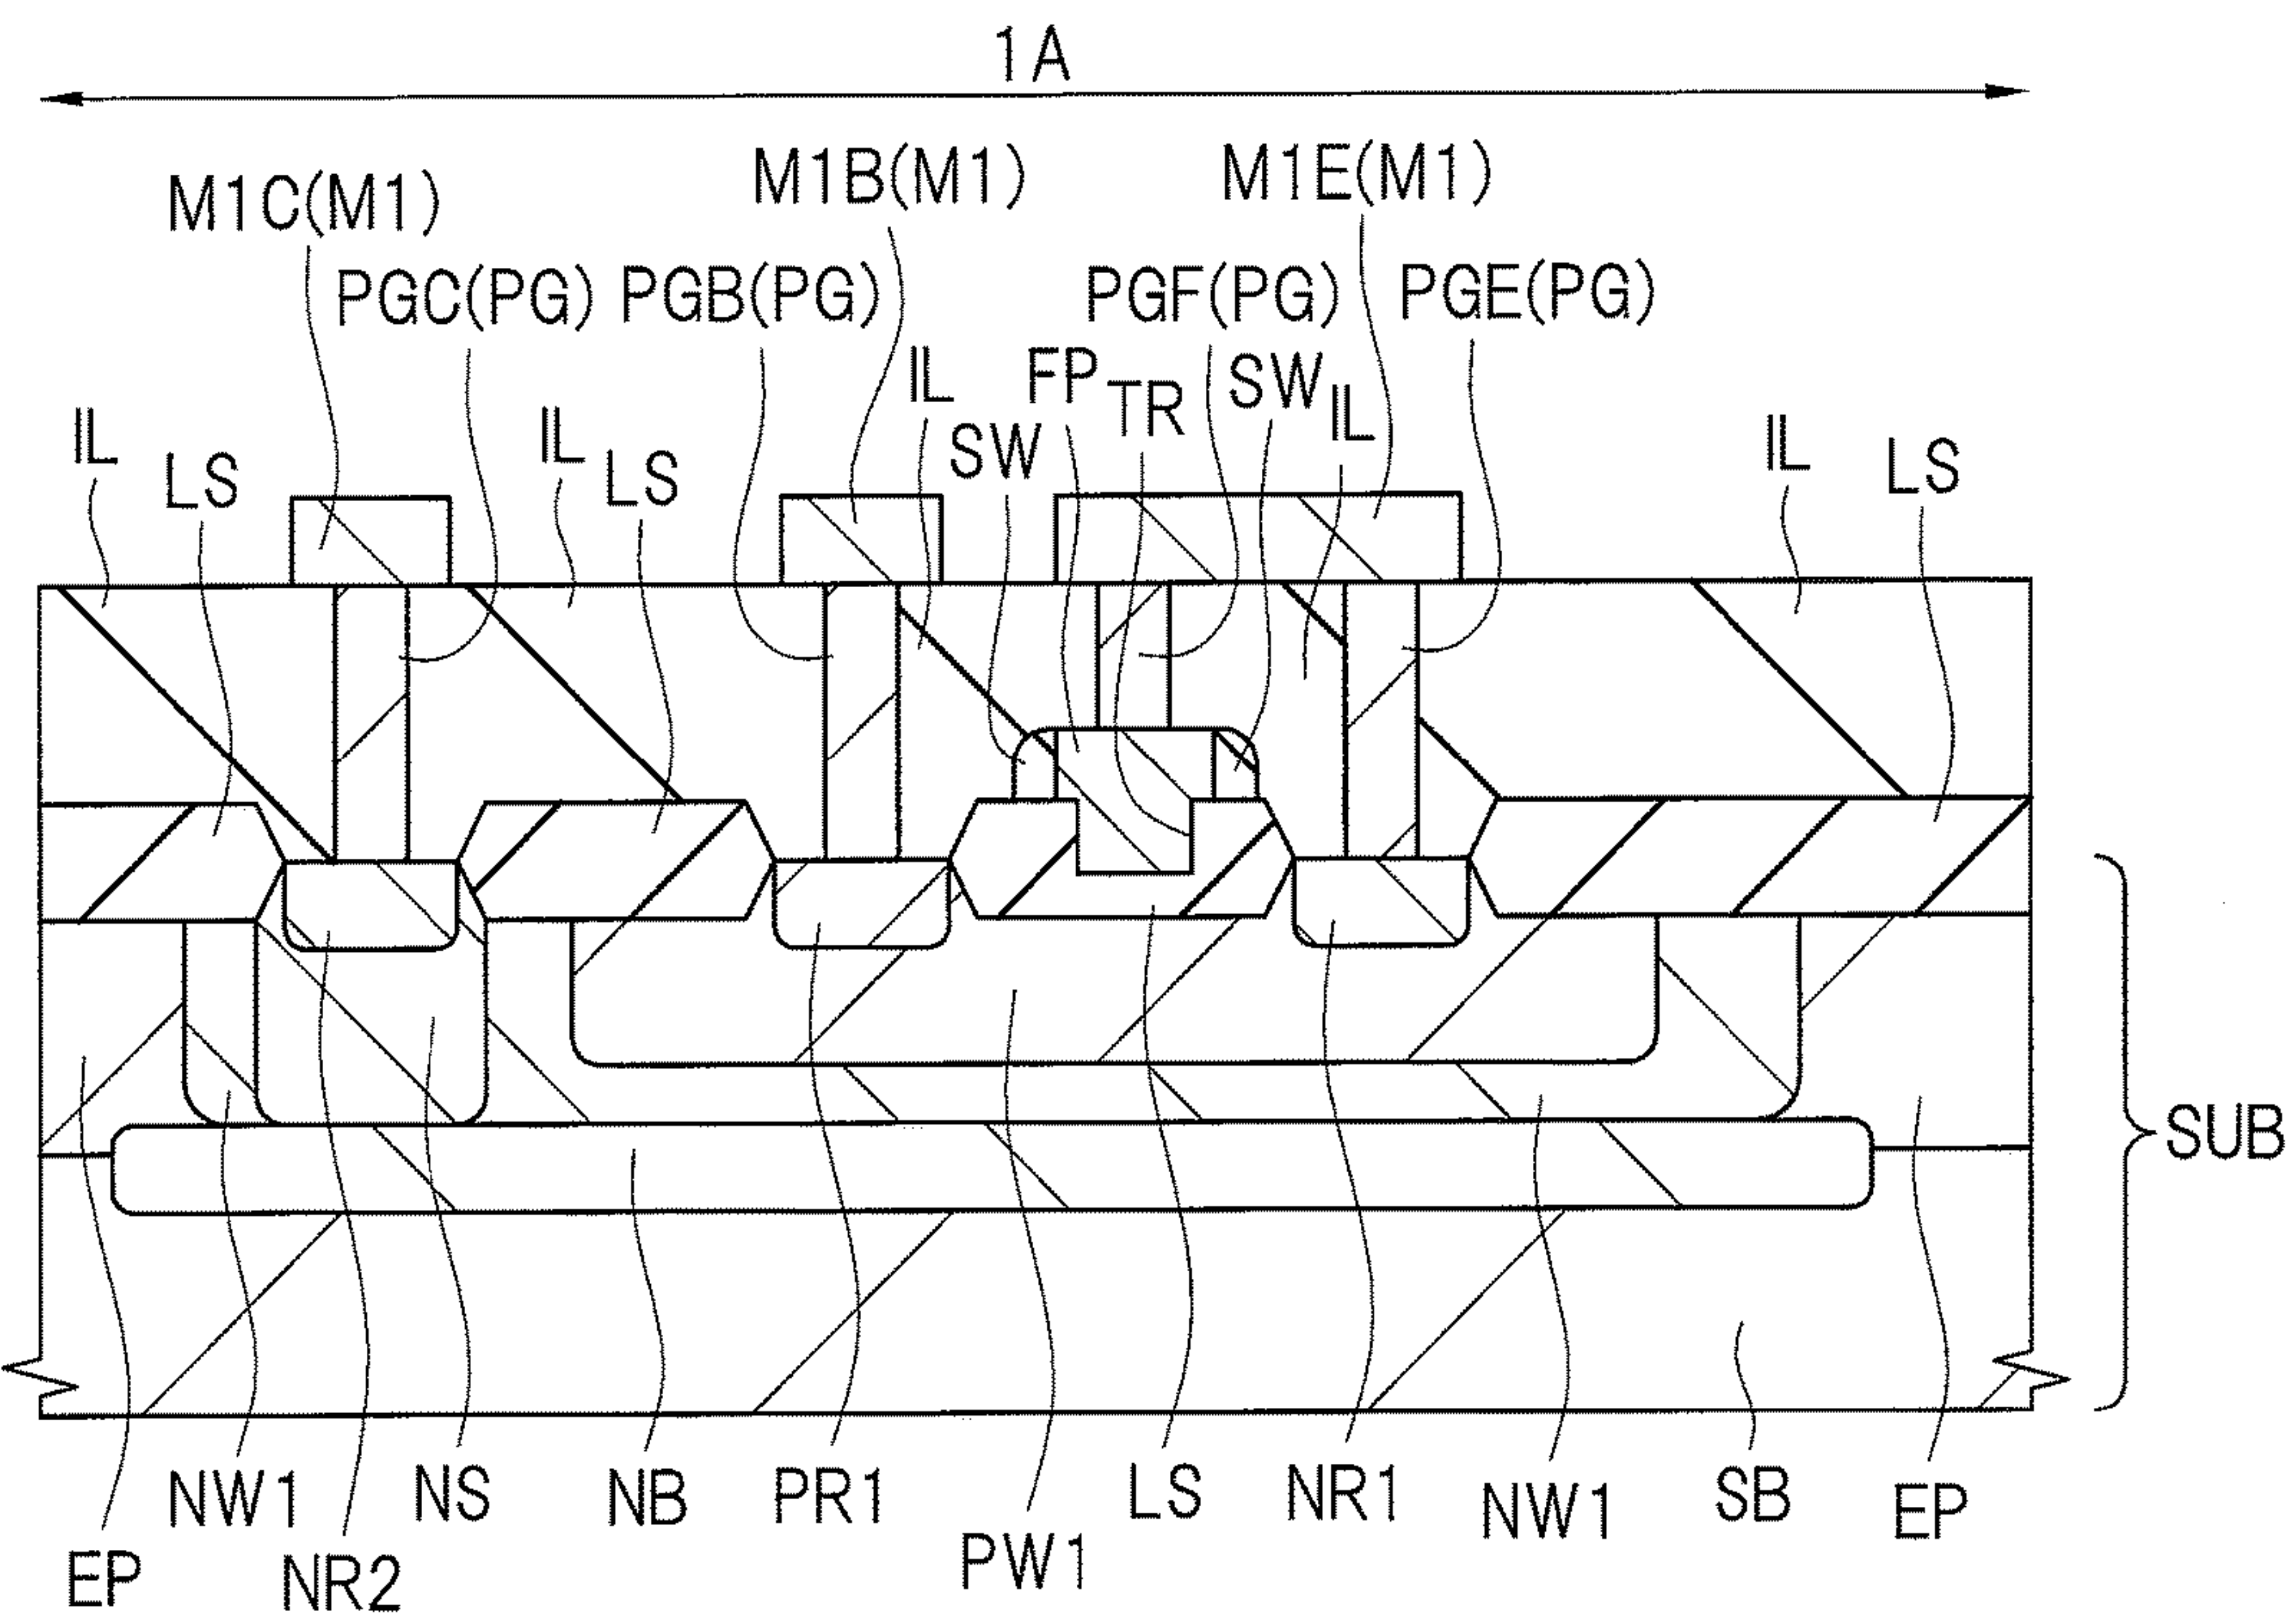 1A
M1C(M1) M1B(M1) M1E(M1)
PGC(PG) PGB(PG) PGF(PG) PGE(PG)
IL LS IL LS IL SW FP TR SW IL IL LS
SUB
NW1 NS NB PR1 LS NR1 NW1 SB EP
EP NR2 PW1